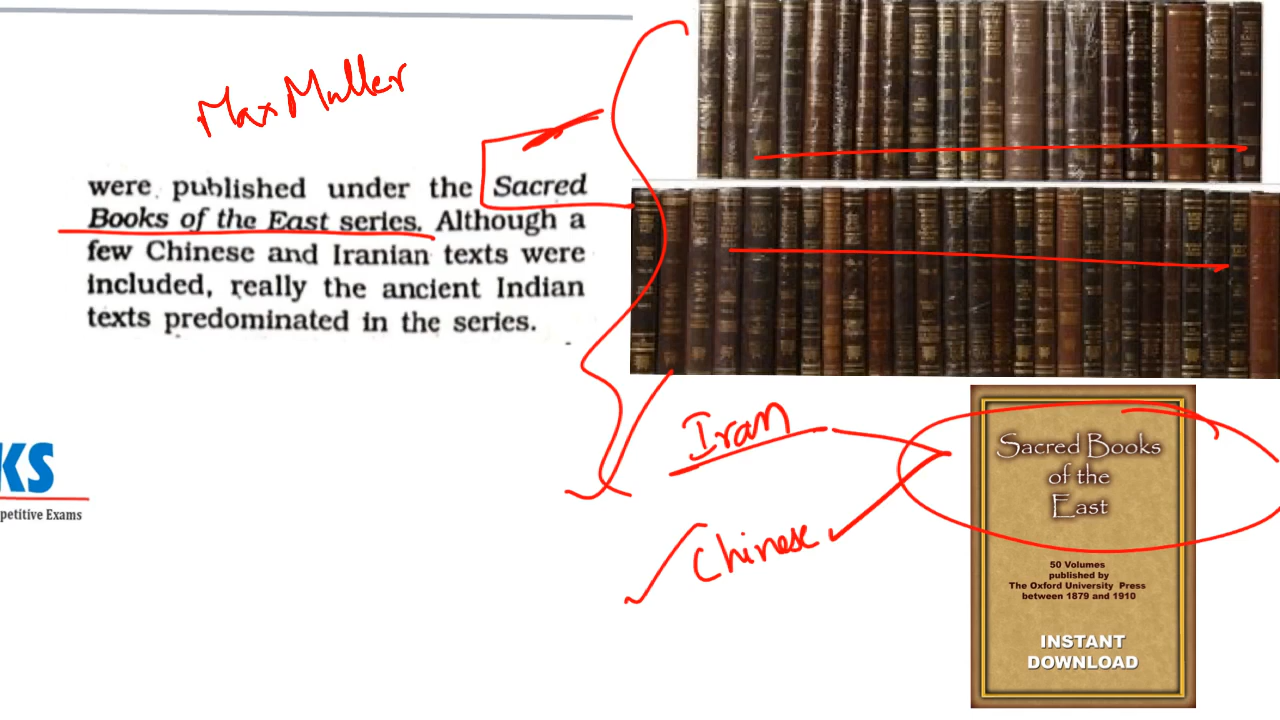 Max Muller
were published under the Sacred
Books of the East series. Although a
few Chinese and Iranian texts were
included, really the ancient Indian
texts predominated in the series.
KS
petitive Exams
Iran
Chinese
Sacred Books
of the
East
50 Volumes
published by
The Oxford University Press
between 1879 and 1910
INSTANT
DOWNLOAD